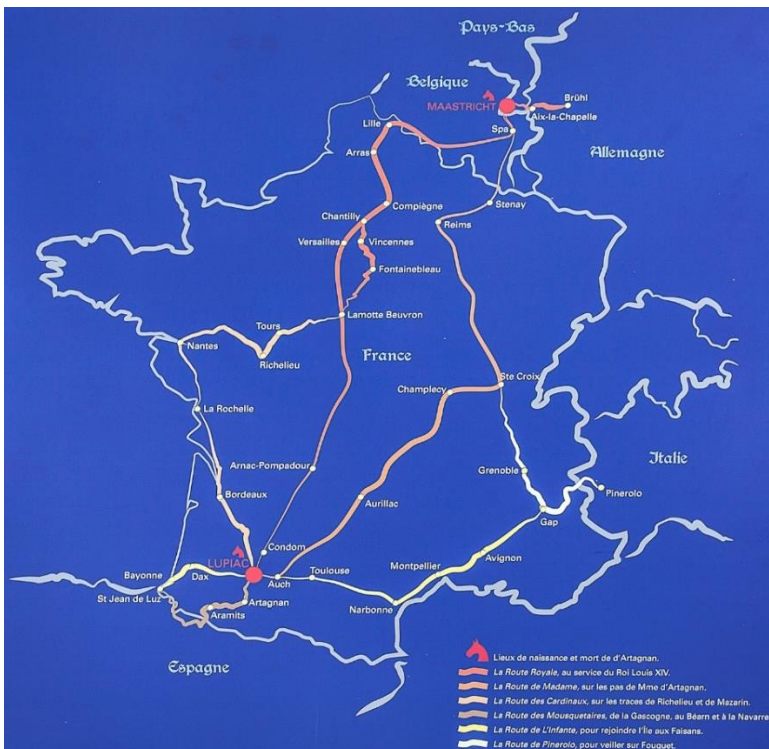 Pays-Bas
Belgique
MAASTRICHT
Brühl
Aix-la-Chapelle
Lille
Spa
Allemagne
Arras
Stenay
Compiègne
Chantilly
Reims
Versailles
Vincennes
Fontainebleau
Lamotte Beuvron
Tours
Nantes
France
Richelieu
Ste Croix
Champlecy
La Rochelle
Italie
Arnac-Pompadour
Grenoble
Pinerolo
Bordeaux
Aurillac
Gap
Condom
Avignon
LUPIAC
Montpellier
Bayonne
Dax
Auch
Toulouse
St Jean de Luz
Artagnan
Narbonne
Aramits
Espagne
Lieux de naissance et mort de d'Artagnan.
La Route Royale, au service du Roi Louis XIV.
La Route de Madame, sur les pas de Mme d'Artagnan.
La Route des Cardinaux, sur les traces de Richelieu et de Mazarin.
La Route des Mousquetaires, de la Gascogne, au Béarn et à la Navarre
La Route de L'Infante, pour rejoindre l'Île aux Faisans.
La Route de Pinerolo, pour veiller sur Fouquet.